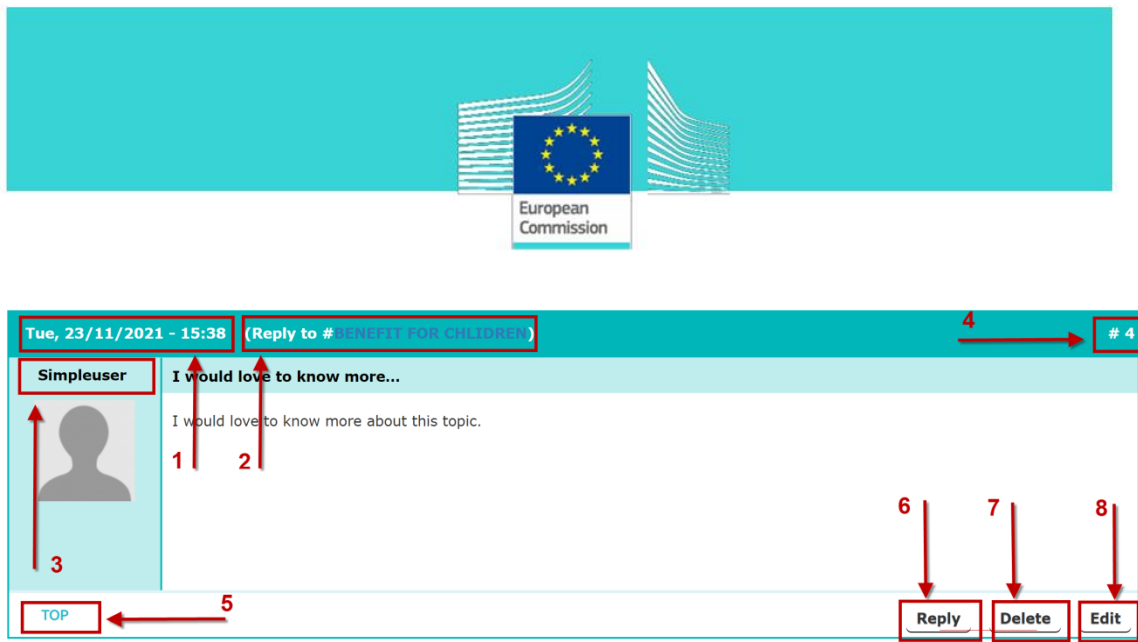 European
Commission
Tue, 23/11/2021 - 15:38 (Reply to #BENEFIT FOR CHLIDREN) 4 # 4
Simpleuser I would love to know more...
I would love to know more about this topic.
1 2
6 7 8
3
5
TOP Reply Delete Edit